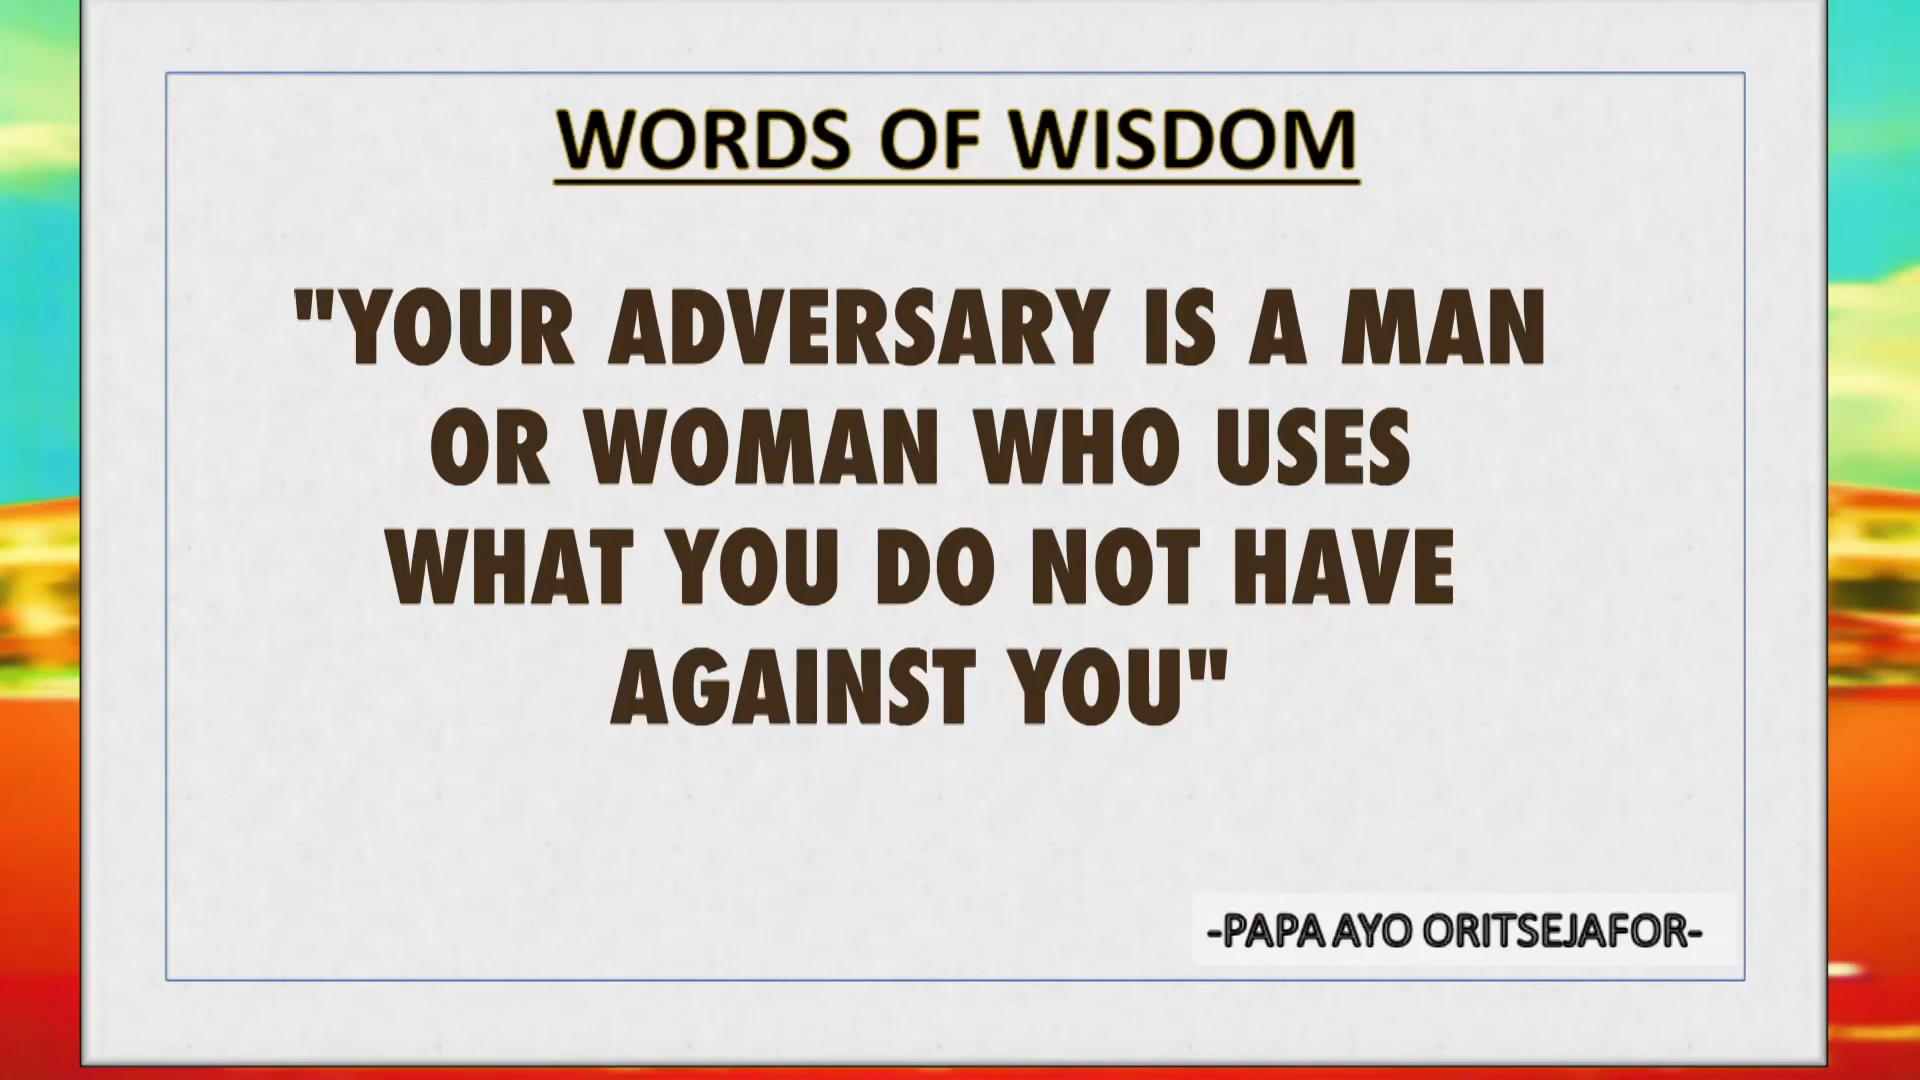 WORDS OF WISDOM
"YOUR ADVERSARY IS A MAN
OR WOMAN WHO USES
WHAT YOU DO NOT HAVE
AGAINST YOU"
-PAPA AYO ORITSEJAFOR-